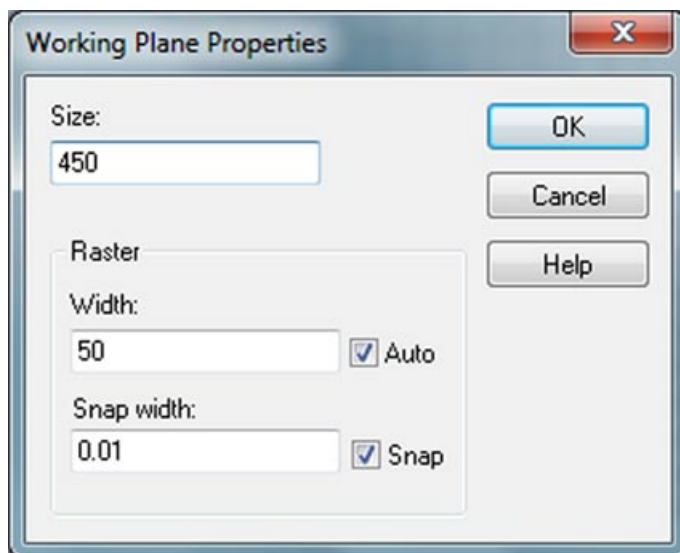 Working Plane Properties
Size:
450
OK
Cancel
Help
Raster
Width:
50
Auto
Snap width:
0.01
Snap